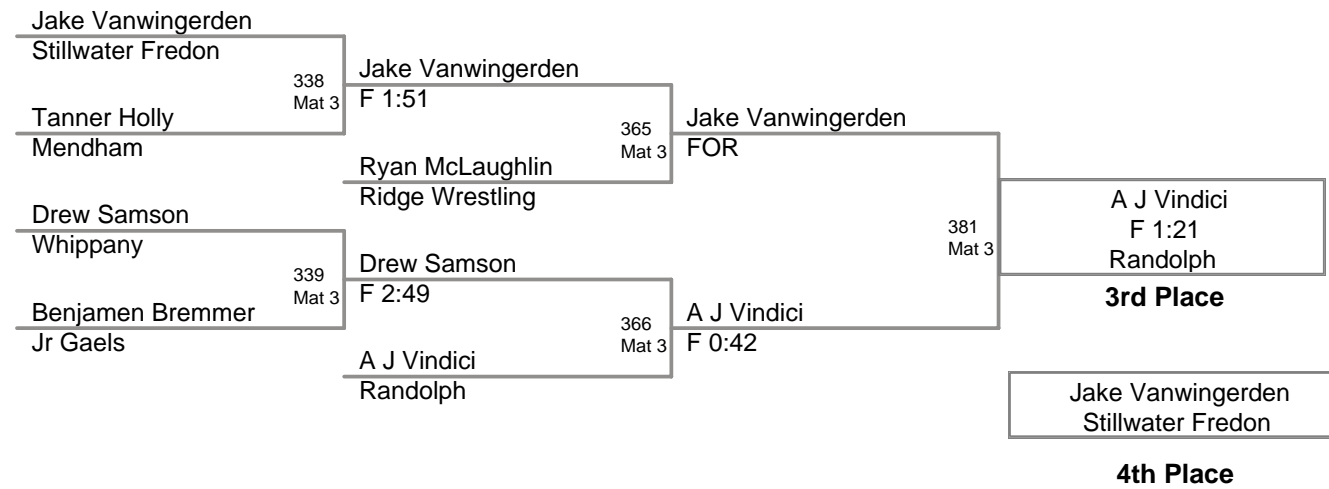 Jake Vanwingerden
Stillwater Fredon
338
Mat 3
Tanner Holly
Mendham
Jake Vanwingerden
F 1:51
365
Mat 3
Ryan McLaughlin
Ridge Wrestling
Jake Vanwingerden
FOR
Drew Samson
Whippany
339
Mat 3
Benjamen Bremmer
Jr Gaels
Drew Samson
F 2:49
366
Mat 3
A J Vindici
Randolph
A J Vindici
F 0:42
381
Mat 3
A J Vindici
F 1:21
Randolph
3rd Place
Jake Vanwingerden
Stillwater Fredon
4th Place